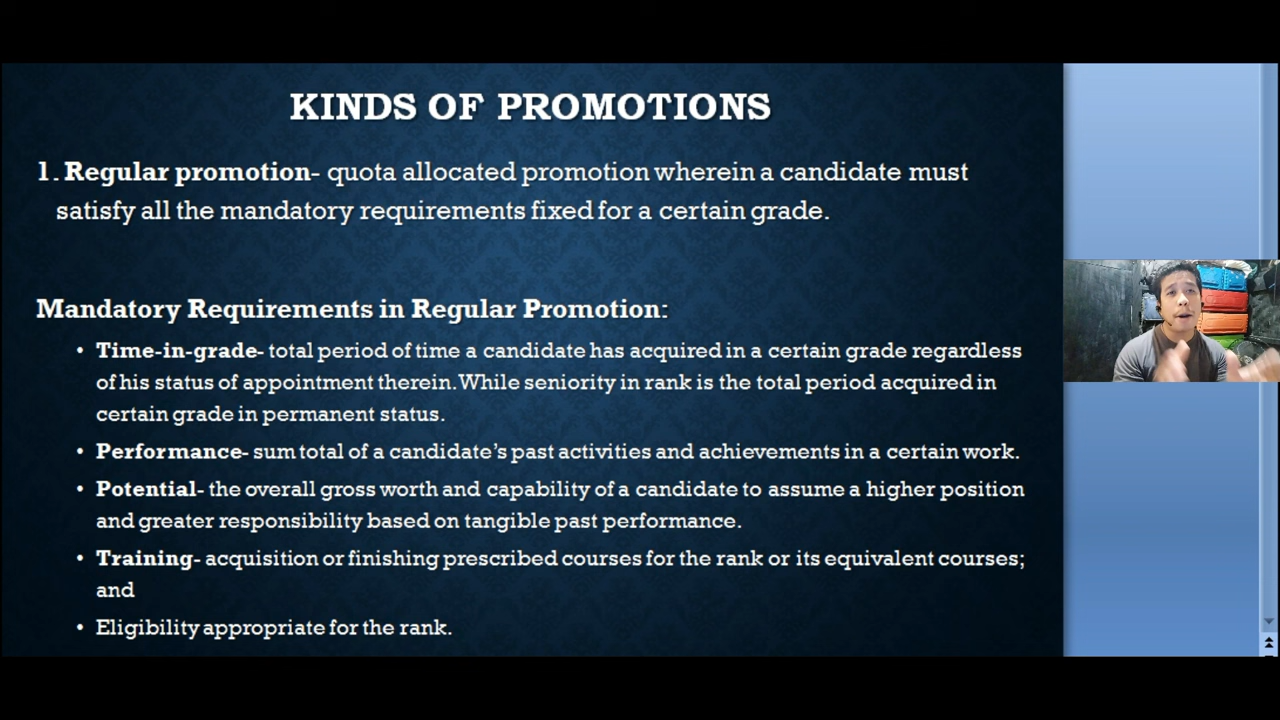 KINDS OF PROMOTIONS
1. Regular promotion- quota allocated promotion wherein a candidate must
satisfy all the mandatory requirements fixed for a certain grade.
Mandatory Requirements in Regular Promotion:
• Time-in-grade- total period of time a candidate has acquired in a certain grade regardless
of his status of appointment therein. While seniority in rank is the total period acquired in
certain grade in permanent status.
• Performance- sum total of a candidate's past activities and achievements in a certain work.
• Potential- the overall gross worth and capability of a candidate to assume a higher position
and greater responsibility based on tangible past performance.
• Training- acquisition or finishing prescribed courses for the rank or its equivalent courses;
and
• Eligibility appropriate for the rank.